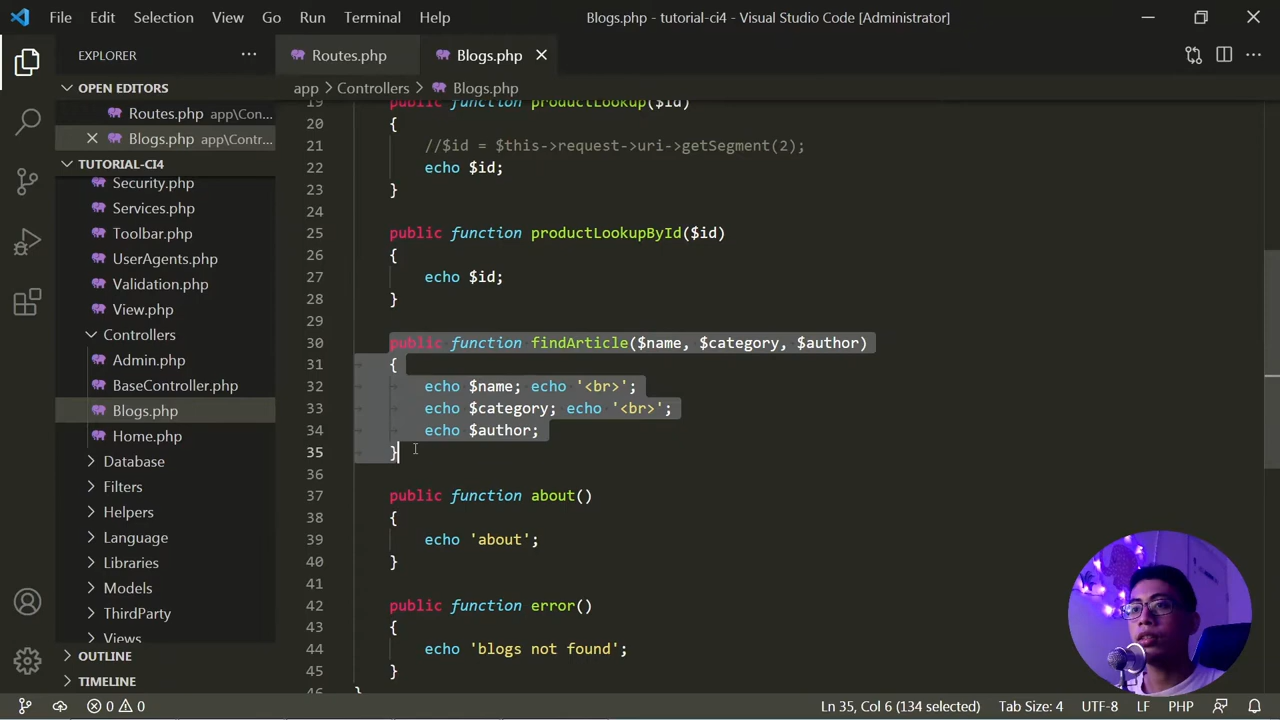 File Edit Selection View Go Run Terminal Help
Blogs.php - tutorial-ci4 - Visual Studio Code [Administrator]
EXPLORER
Routes.php
Blogs.php
OPEN EDITORS
app > Controllers > Blogs.php
Routes.php app\Con...
Blogs.php app\Contr...
TUTORIAL-CI4
Security.php
Services.php
Toolbar.php
UserAgents.php
Validation.php
View.php
Controllers
Admin.php
BaseController.php
Blogs.php
Home.php
Database
Filters
Helpers
Language
Libraries
Models
ThirdParty
Views
OUTLINE
TIMELINE
19 public function productLookup($id)
20 {
21 //$id = $this->request->uri->getSegment(2);
22 echo $id;
23 }
24
25 public function productLookupById($id)
26 {
27 echo $id;
28 }
29
30 public function findArticle($name, $category, $author)
31 {
32 echo $name; echo '<br>';
33 echo $category; echo '<br>';
34 echo $author;
35 }
36
37 public function about()
38 {
39 echo 'about';
40 }
41
42 public function error()
43 {
44 echo 'blogs not found';
45 }
46 }
0 0
Ln 35, Col 6 (134 selected) Tab Size: 4 UTF-8 LF PHP